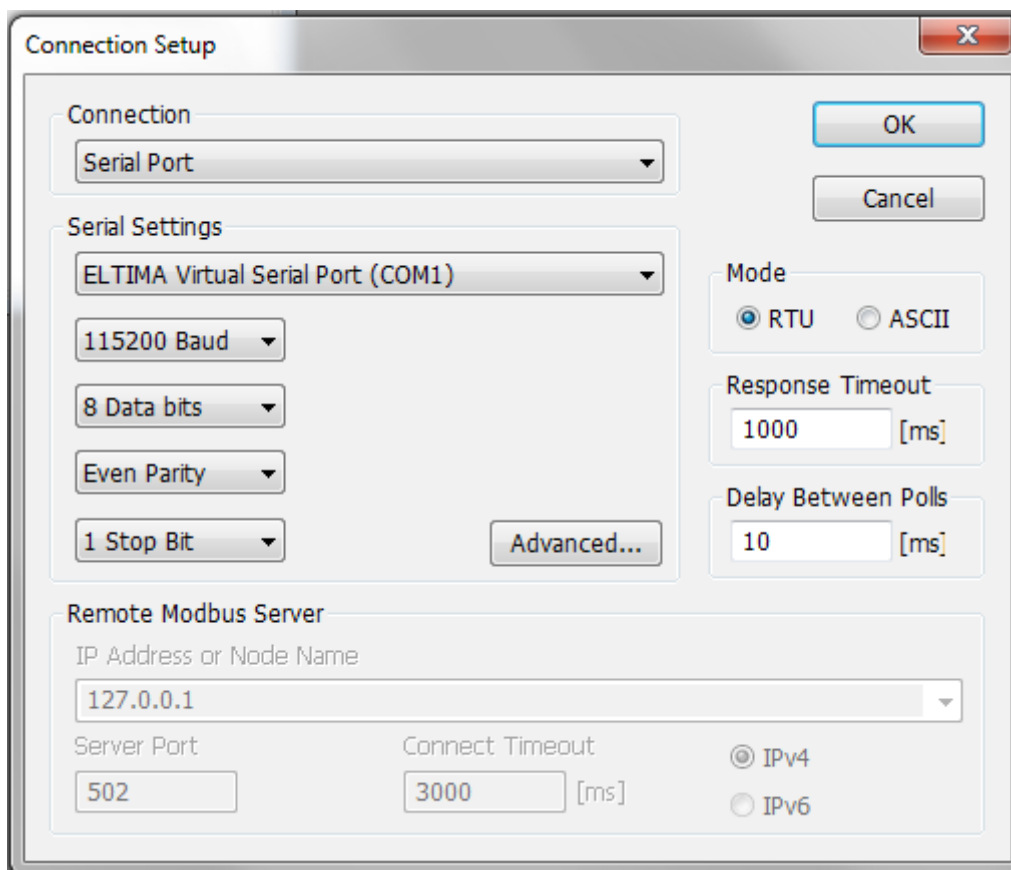 Connection Setup
Connection
Serial Port
OK
Cancel
Serial Settings
ELTIMA Virtual Serial Port (COM1)
115200 Baud
8 Data bits
Even Parity
1 Stop Bit
Advanced...
Mode
RTU ASCII
Response Timeout
1000 [ms]
Delay Between Polls
10 [ms]
Remote Modbus Server
IP Address or Node Name
127.0.0.1
Server Port Connect Timeout
502 3000 [ms]
IPv4
IPv6